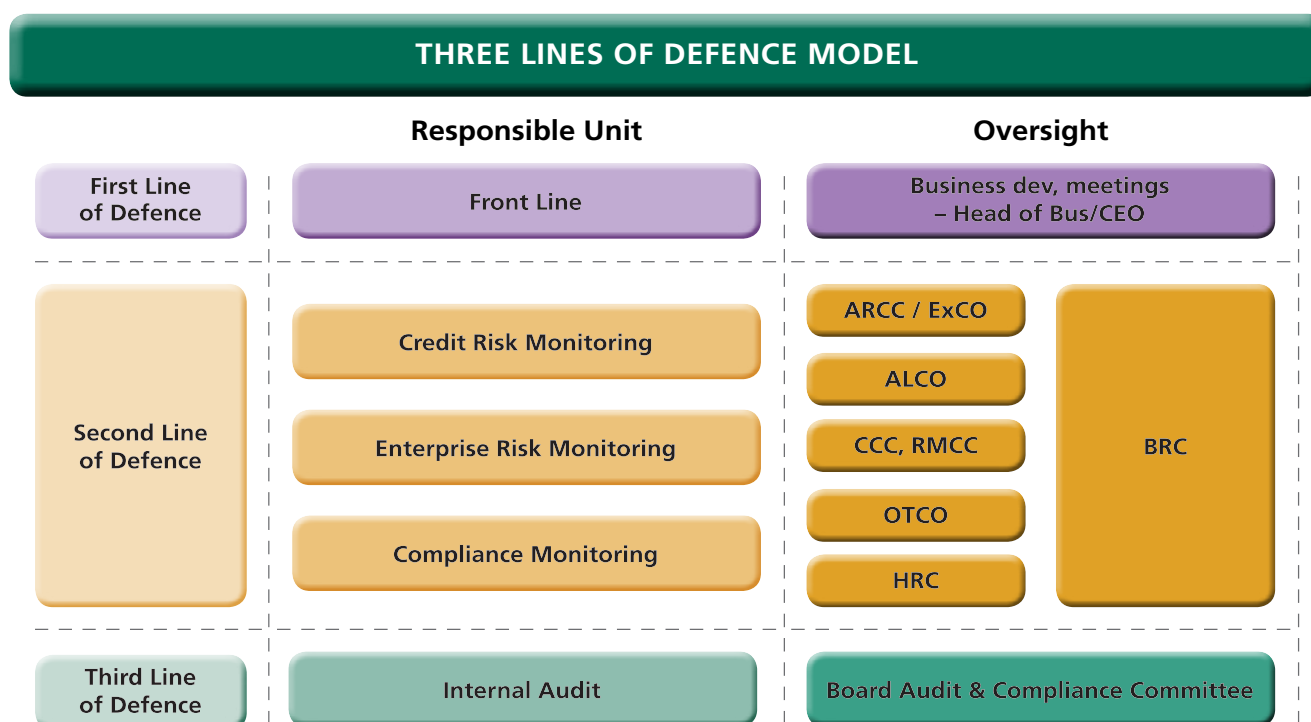 THREE LINES OF DEFENCE MODEL
Responsible Unit
Oversight
First Line
of Defence
Front Line
Business dev, meetings
– Head of Bus/CEO
Second Line
of Defence
Credit Risk Monitoring
Enterprise Risk Monitoring
Compliance Monitoring
ARCC / ExCO
ALCO
CCC, RMCC
OTCO
HRC
BRC
Third Line
of Defence
Internal Audit
Board Audit & Compliance Committee